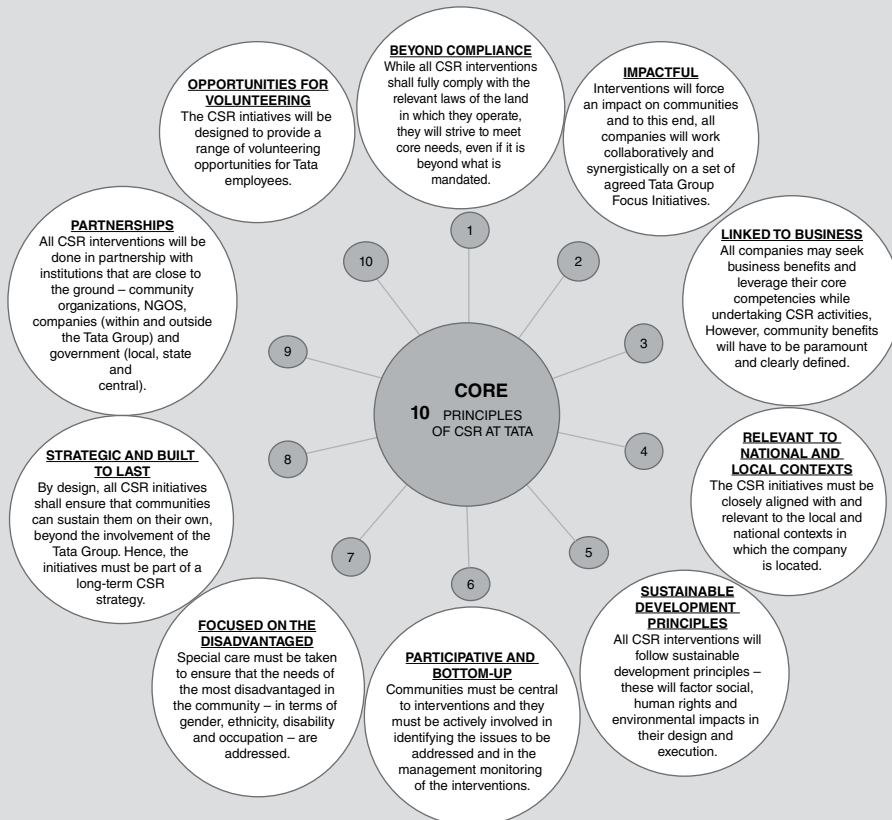 BEYOND COMPLIANCE
While all CSR interventions
shall fully comply with the
relevant laws of the land
in which they operate,
they will strive to meet
core needs, even if it is
beyond what is
mandated.
IMPACTFUL
Interventions will force
an impact on communities
and to this end, all
companies will work
collaboratively and
synergistically on a set of
agreed Tata Group
Focus Initiatives.
LINKED TO BUSINESS
All companies may seek
business benefits and
leverage their core
competencies while
undertaking CSR activities,
However, community benefits
will have to be paramount
and clearly defined.
RELEVANT TO
NATIONAL AND
LOCAL CONTEXTS
The CSR initiatives must be
closely aligned with and
relevant to the local and
national contexts in
which the company
is located.
SUSTAINABLE
DEVELOPMENT
PRINCIPLES
All CSR interventions will
follow sustainable
development principles –
these will factor social,
human rights and
environmental impacts in
their design and
execution.
PARTICIPATIVE AND
BOTTOM-UP
Communities must be central
to interventions and they
must be actively involved in
identifying the issues to be
addressed and in the
management monitoring
of the interventions.
FOCUSED ON THE
DISADVANTAGED
Special care must be taken
to ensure that the needs of
the most disadvantaged in
the community – in terms of
gender, ethnicity, disability
and occupation – are
addressed.
STRATEGIC AND BUILT
TO LAST
By design, all CSR initiatives
shall ensure that communities
can sustain them on their own,
beyond the involvement of the
Tata Group. Hence, the
initiatives must be part of a
long-term CSR
strategy.
PARTNERSHIPS
All CSR interventions will be
done in partnership with
institutions that are close to
the ground – community
organizations, NGOS,
companies (within and outside
the Tata Group) and
government (local, state
and
central).
OPPORTUNITIES FOR
VOLUNTEERING
The CSR intiatives will be
designed to provide a
range of volunteering
opportunities for Tata
employees.
1
2
3
4
5
6
7
8
9
10
CORE
10 PRINCIPLES
OF CSR AT TATA